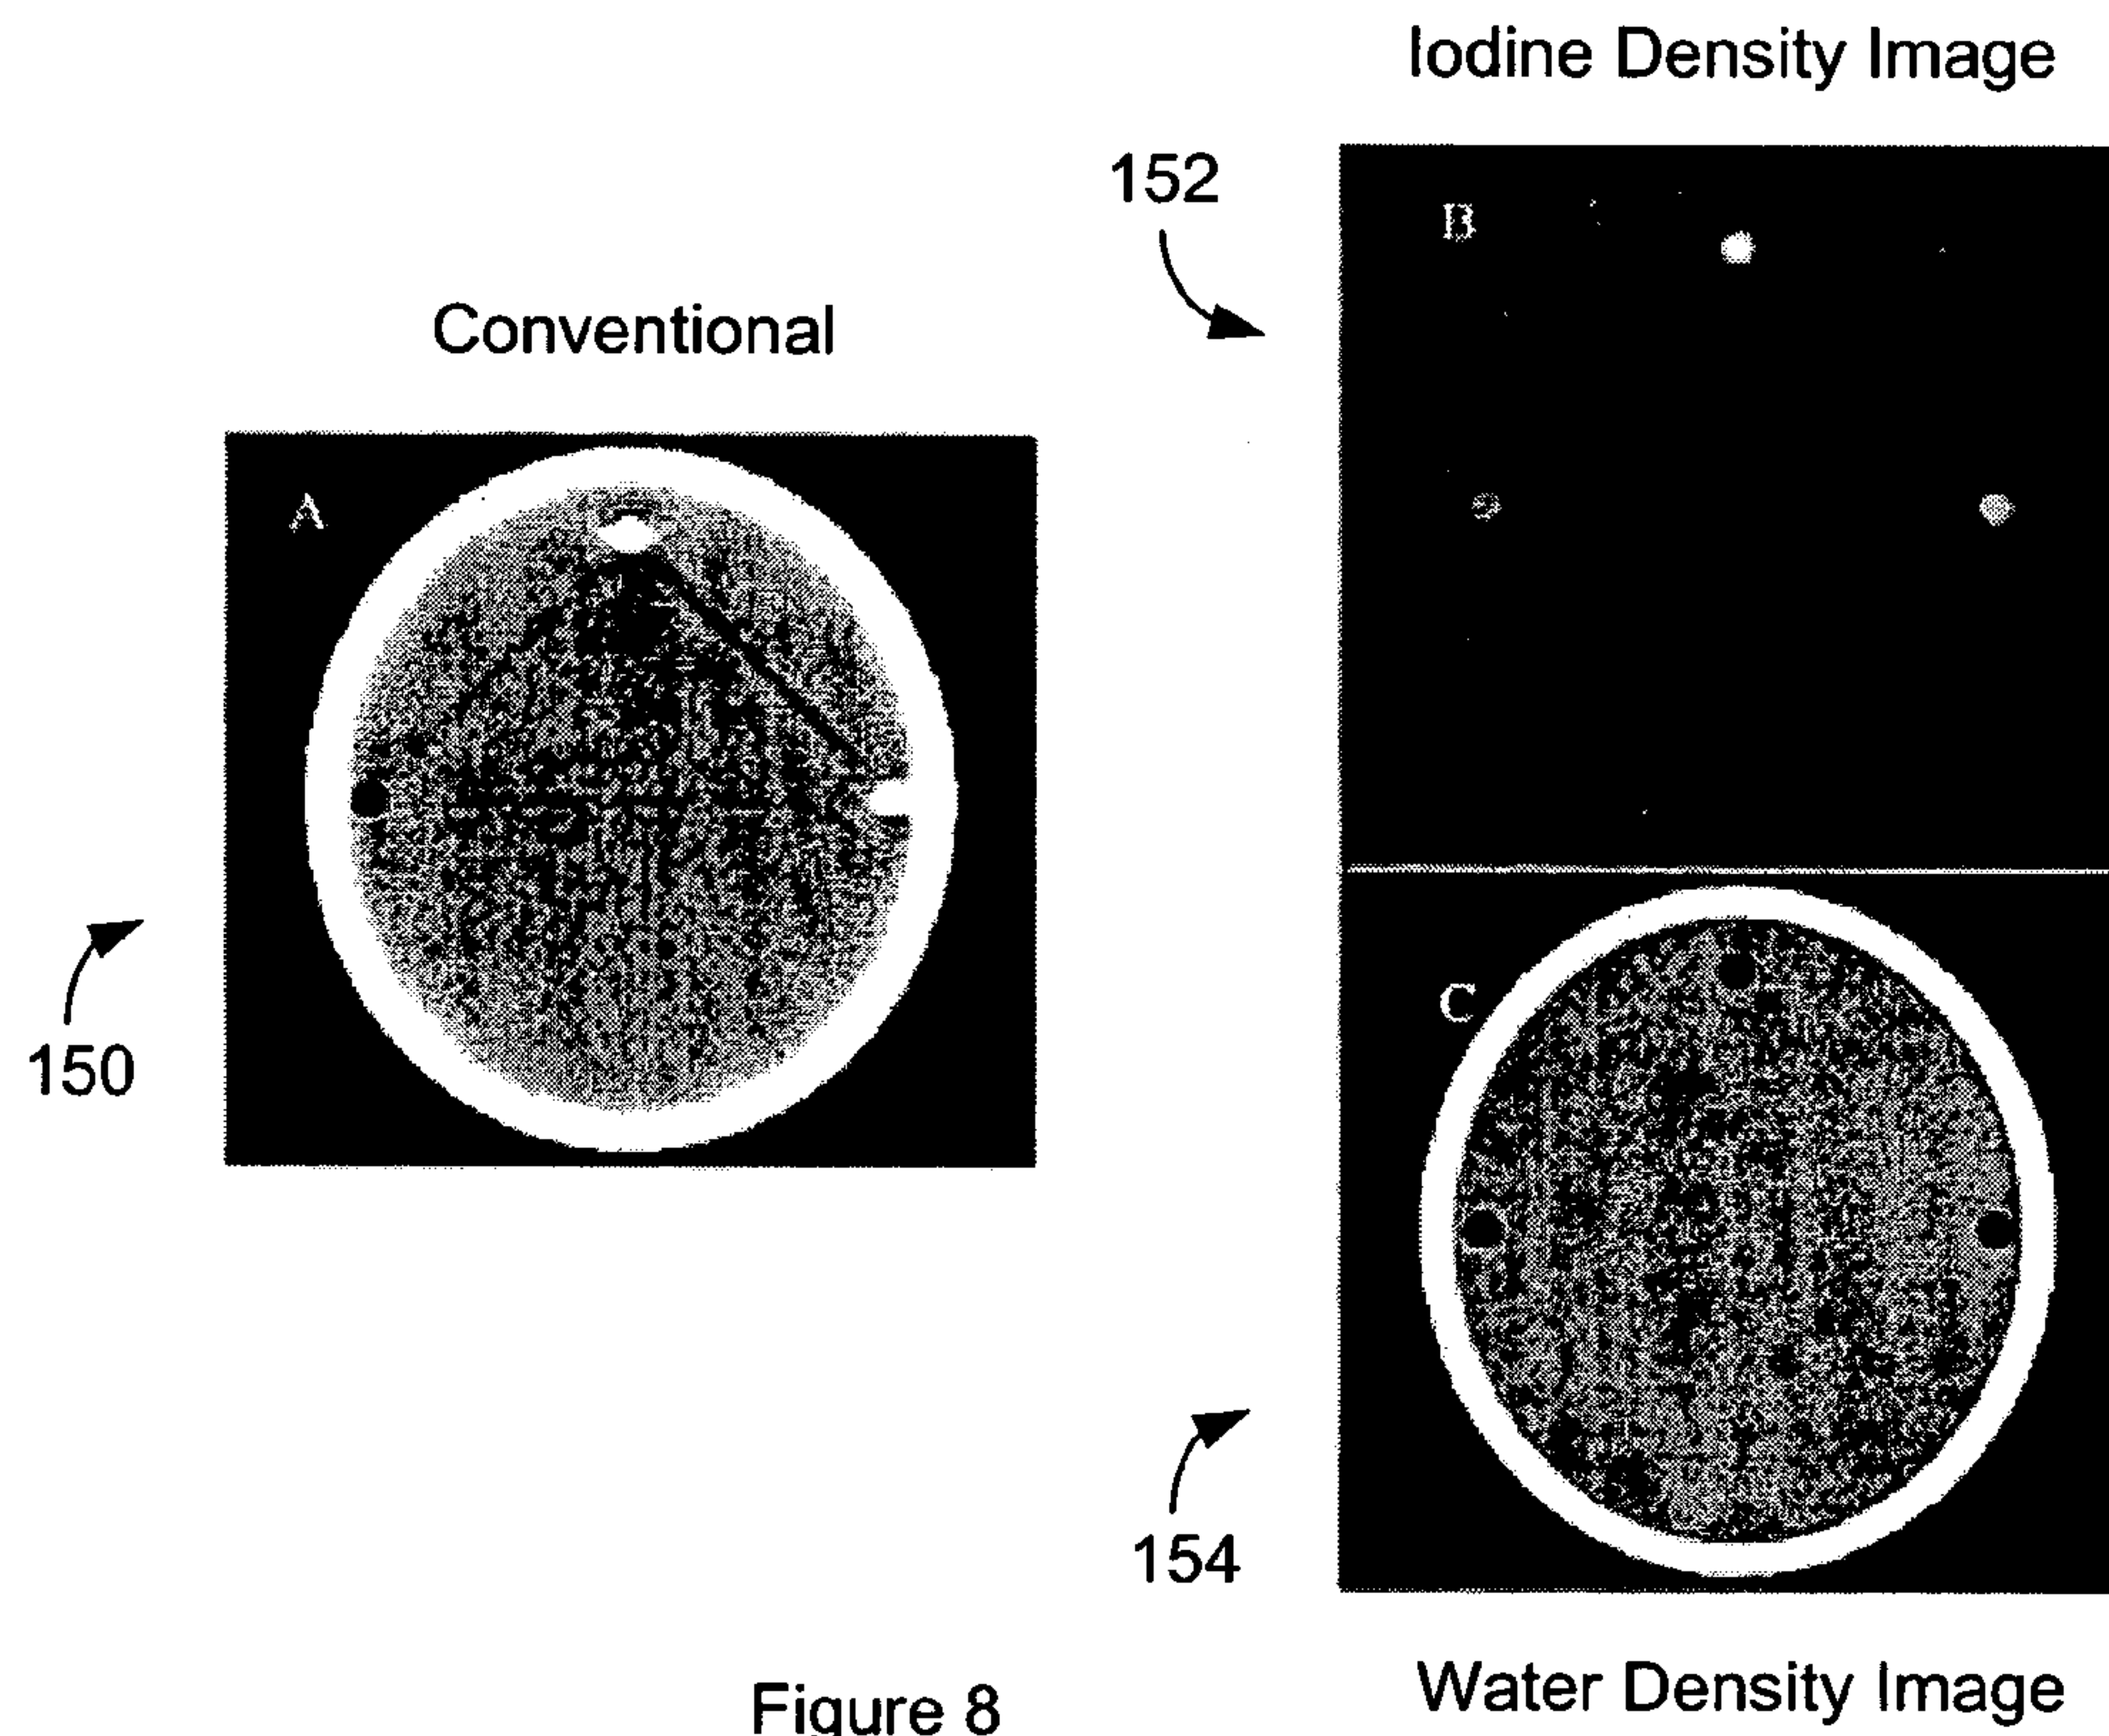 Iodine Density Image
152
B
Conventional
A
150
C
154
Water Density Image
Figure 8